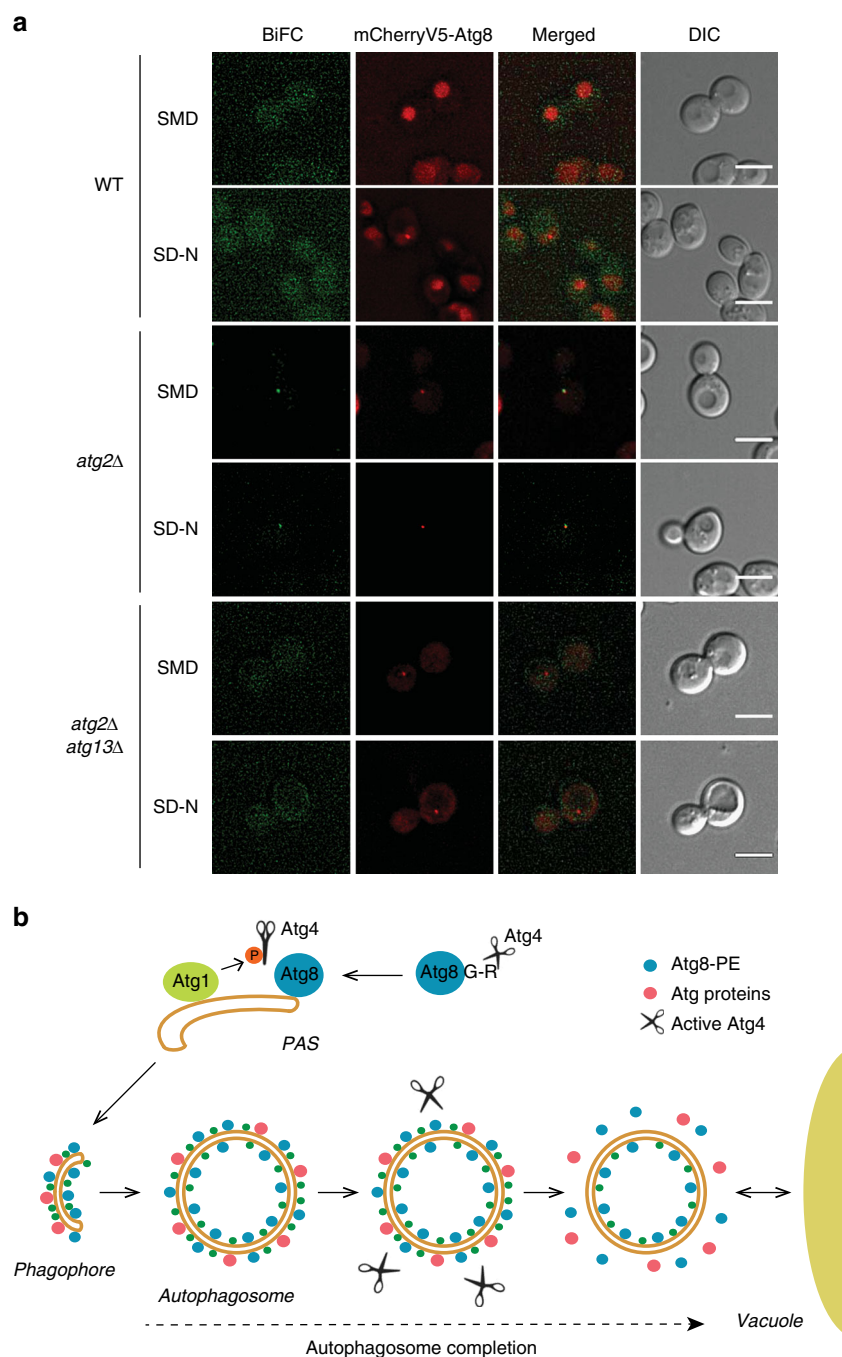 a
BiFC mCherryV5-Atg8 Merged DIC
WT
SMD
SD-N
atg2Δ
SMD
SD-N
atg2Δ
atg13Δ
SMD
SD-N
b
Atg4
P
Atg1
Atg8
Atg8
G-R
Atg4
PAS
Atg8-PE
Atg proteins
Active Atg4
Phagophore
Autophagosome
Vacuole
Autophagosome completion